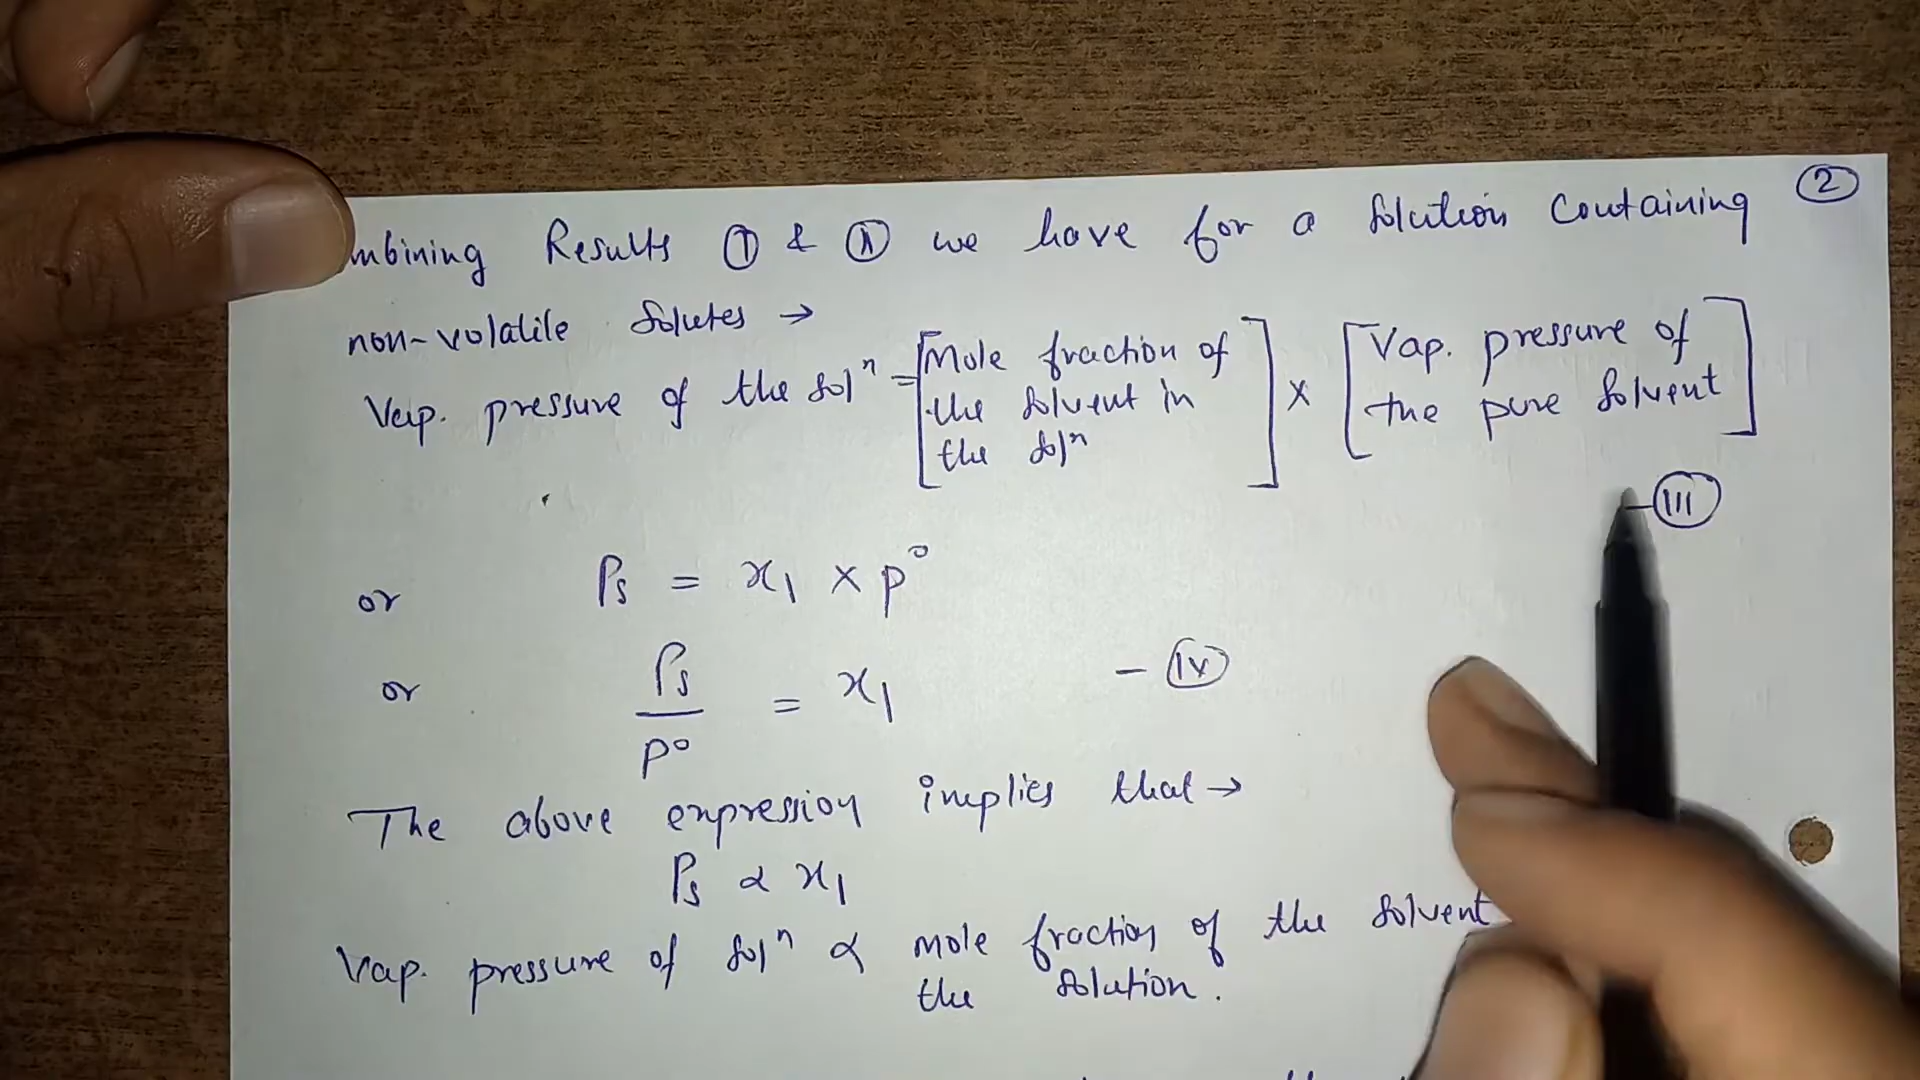 mbining Results Ⓘ & Ⓘ Ⓘ we have for a solution containing ②
non-volatile solutes →
Vap. pressure of the solⁿ = [Mole fraction of the solvent in the solⁿ] × [Vap. pressure of the pure solvent]
— III
or Ps = x₁ × p°
or Ps/p° = x₁ — IV
The above expression implies that →
Ps ∝ x₁
Vap. pressure of solⁿ ∝ mole fraction of the solvent
the solution.